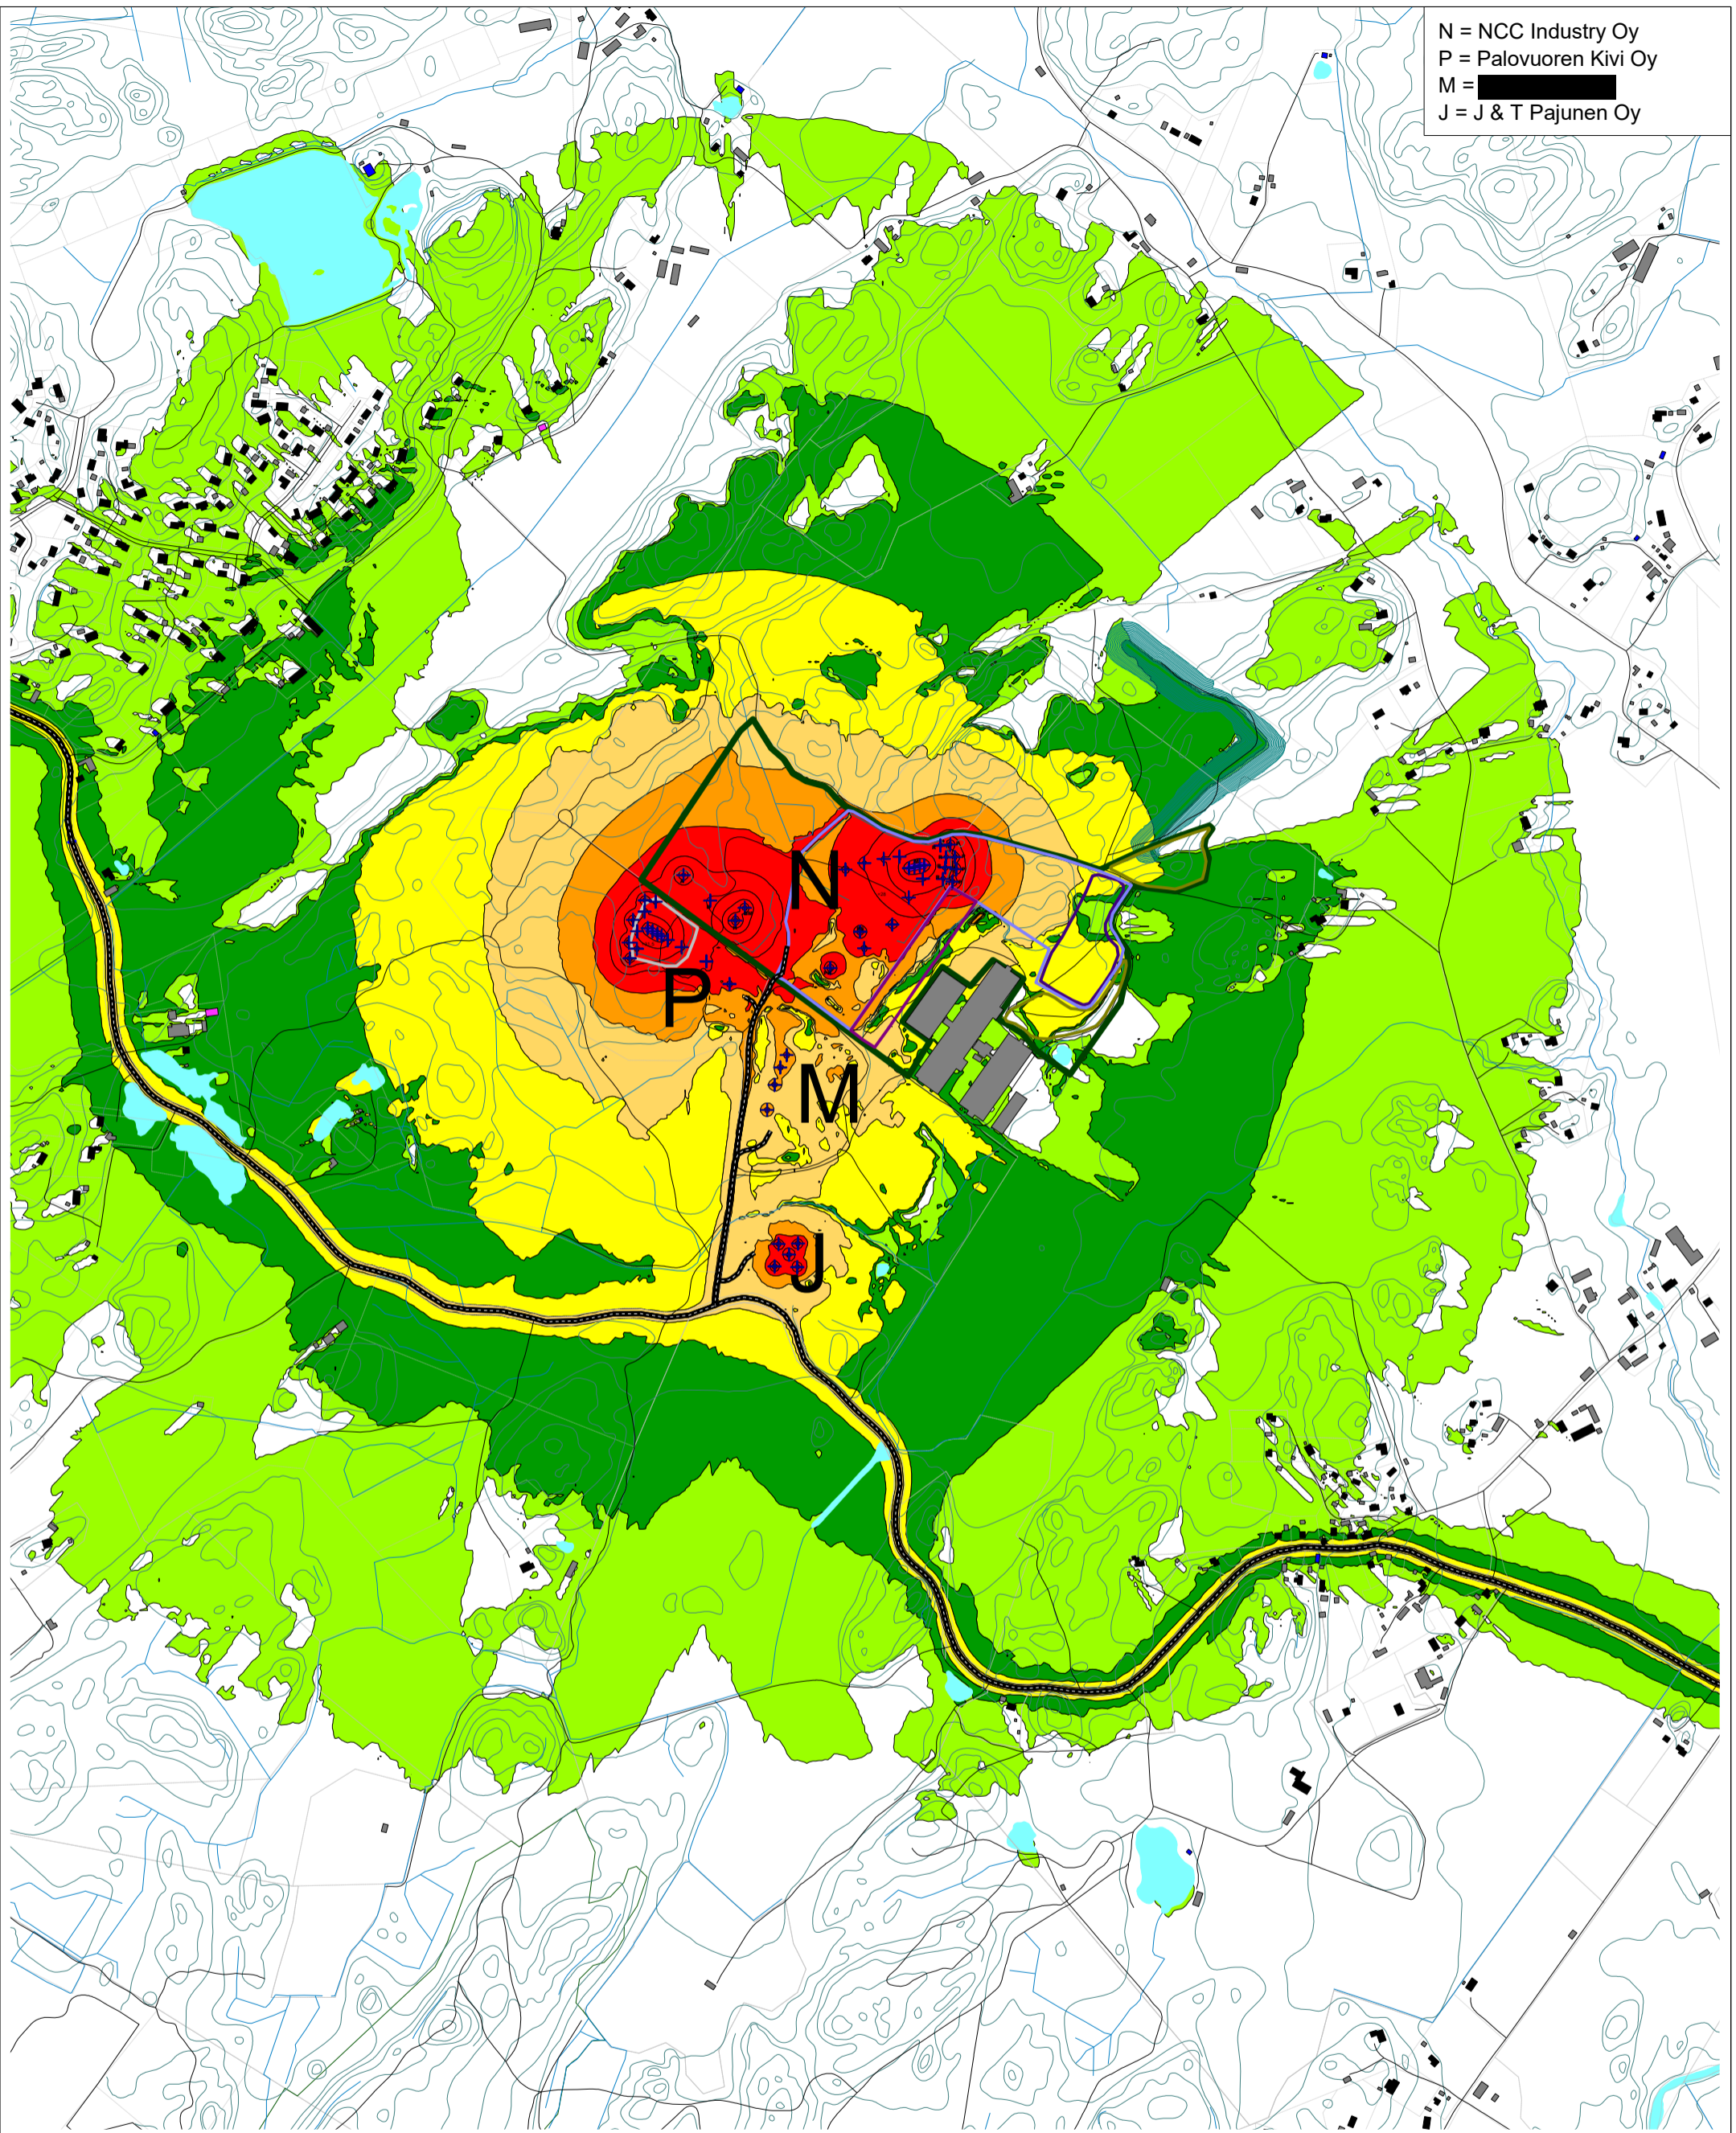 N = NCC Industry Oy
P = Palovuoren Kivi Oy
M =
J = J & T Pajunen Oy
N
P
M
J